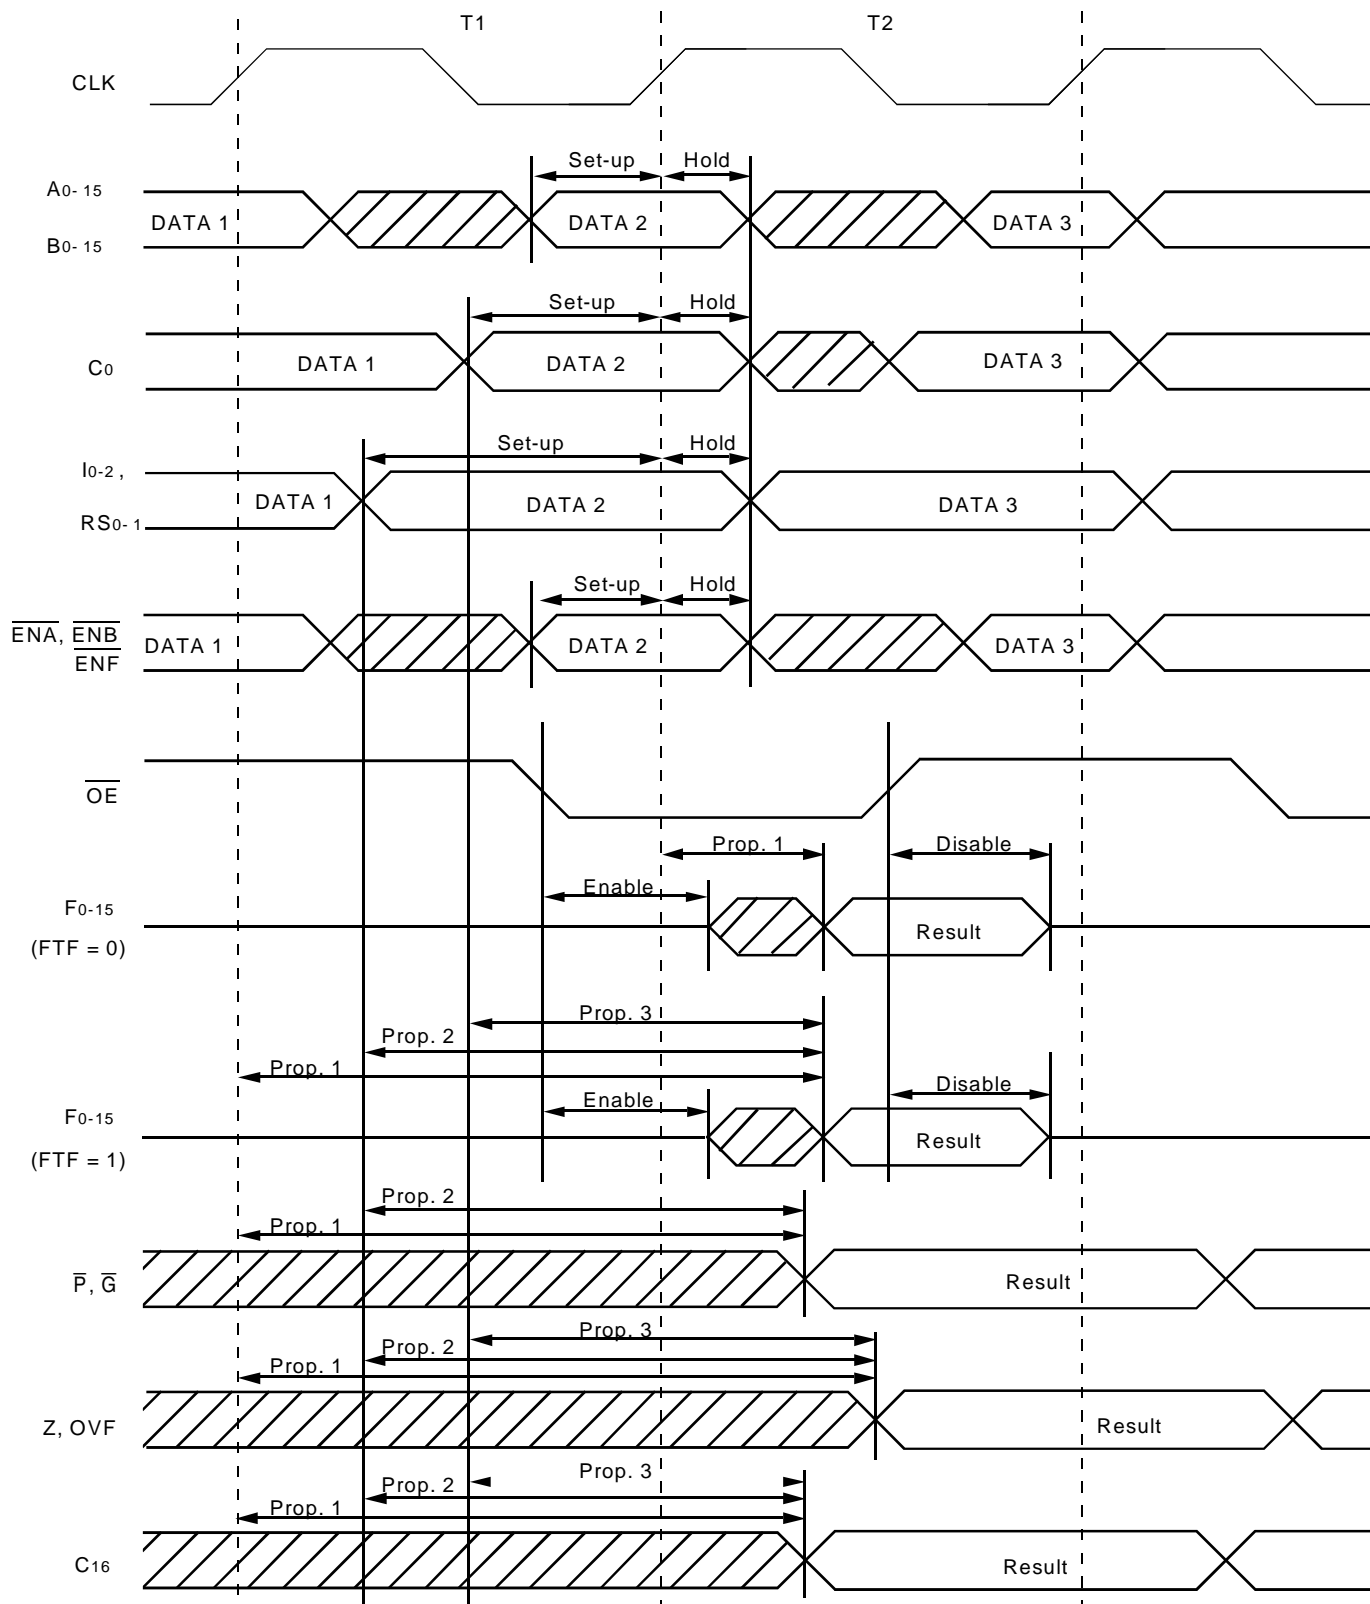 T1 T2
CLK
Set-up Hold
A0-15
DATA 1 DATA 2 DATA 3
B0-15
Set-up Hold
C0 DATA 1 DATA 2 DATA 3
Set-up Hold
I0-2,
DATA 1 DATA 2 DATA 3
RS0-1
Set-up Hold
ENA, ENB DATA 1 DATA 2 DATA 3
ENF
OE
Prop. 1 Disable
Enable
F0-15
Result
(FTF = 0)
Prop. 3
Prop. 2
Prop. 1
Disable
Enable
F0-15
Result
(FTF = 1)
Prop. 2
Prop. 1
P, G Result
Prop. 3
Prop. 2
Prop. 1
Z, OVF Result
Prop. 3
Prop. 2
Prop. 1
C16 Result